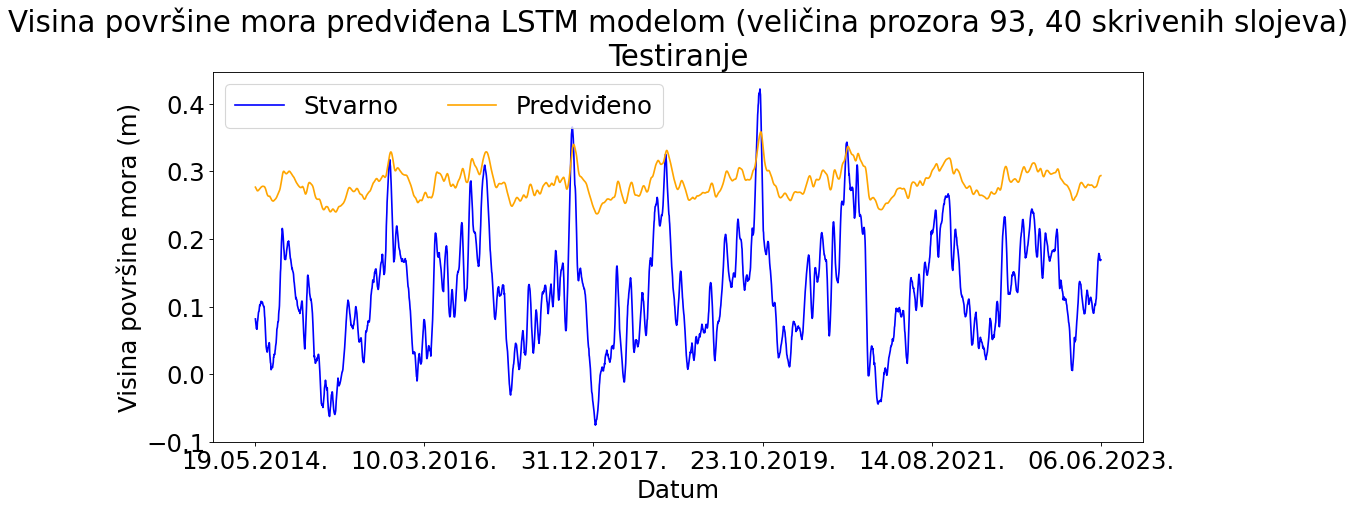 Visina površine mora predviđena LSTM modelom (veličina prozora 93, 40 skrivenih slojeva)
Testiranje
Stvarno
Predviđeno
Visina površine mora (m)
0.4
0.3
0.2
0.1
0.0
−0.1
19.05.2014.
10.03.2016.
31.12.2017.
23.10.2019.
14.08.2021.
06.06.2023.
Datum